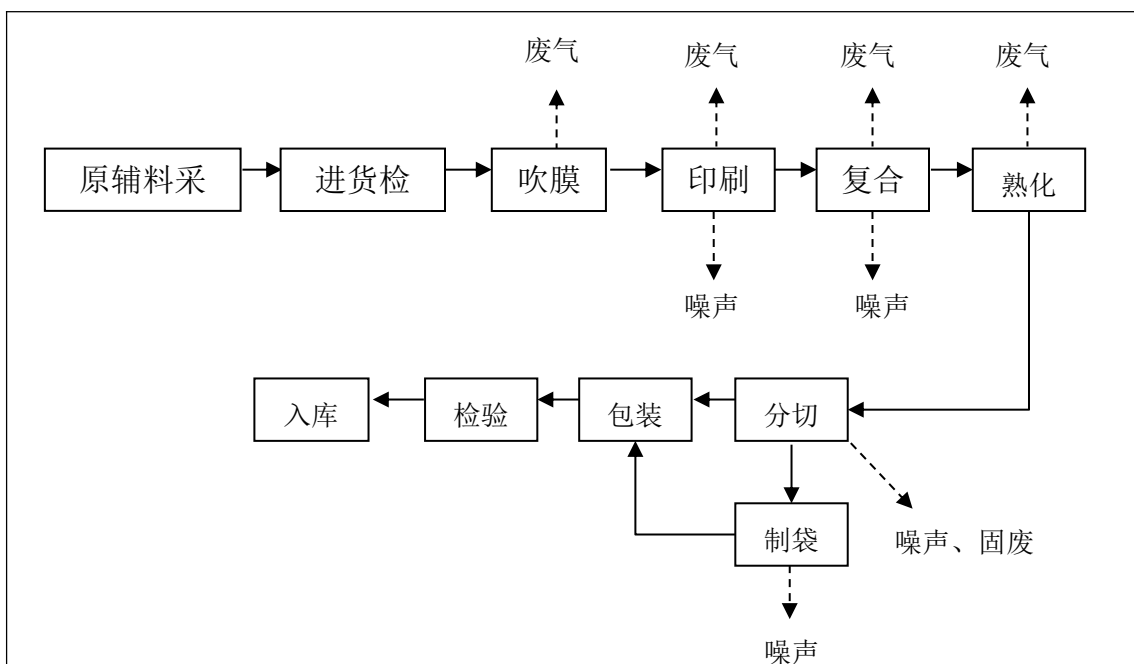 废气 废气 废气 废气
原辅料采 进货检 吹膜 印刷 复合 熟化
噪声 噪声
入库 检验 包装 分切
制袋 噪声、固废
噪声